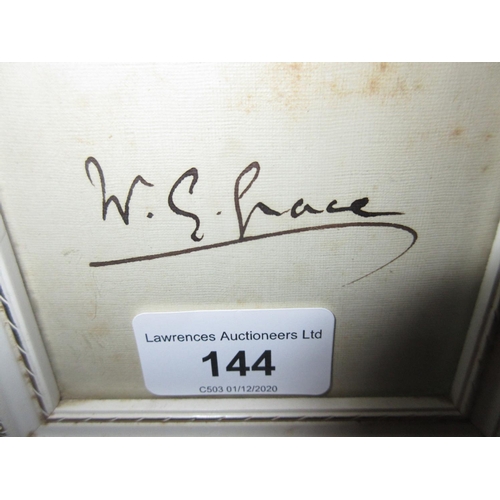 W. G. Grace
Lawrences Auctioneers Ltd
144
C503 01/12/2020